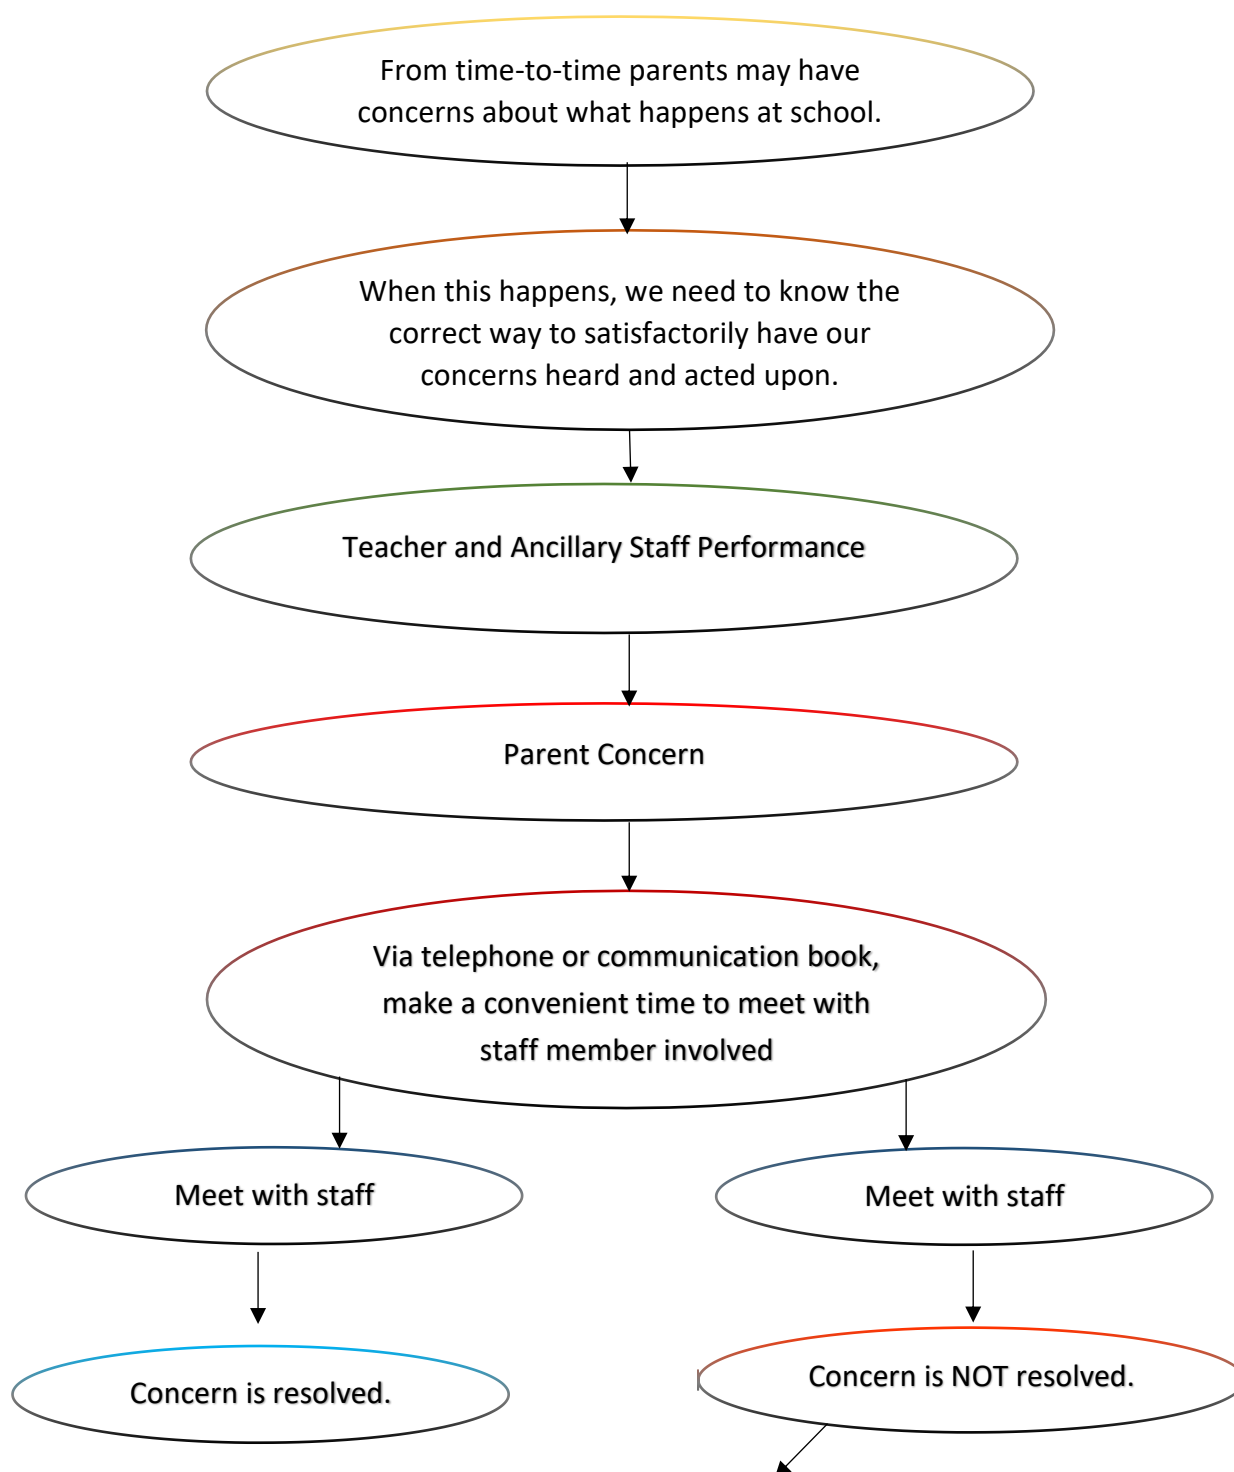 From time-to-time parents may have
concerns about what happens at school.
When this happens, we need to know the
correct way to satisfactorily have our
concerns heard and acted upon.
Teacher and Ancillary Staff Performance
Parent Concern
Via telephone or communication book,
make a convenient time to meet with
staff member involved
Meet with staff
Meet with staff
Concern is resolved.
Concern is NOT resolved.